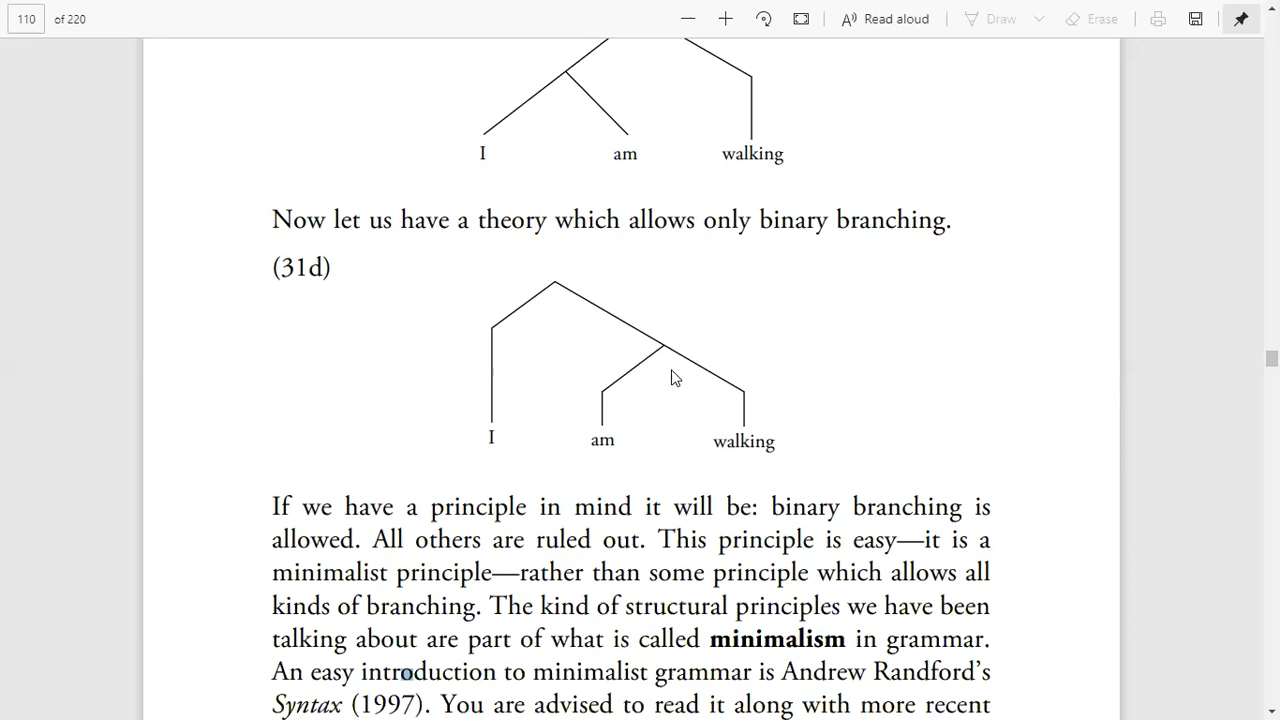 110 of 220 Read aloud Draw Erase
I am walking
Now let us have a theory which allows only binary branching.
(31d)
I am walking
If we have a principle in mind it will be: binary branching is
allowed. All others are ruled out. This principle is easy—it is a
minimalist principle—rather than some principle which allows all
kinds of branching. The kind of structural principles we have been
talking about are part of what is called minimalism in grammar.
An easy introduction to minimalist grammar is Andrew Randford's
Syntax (1997). You are advised to read it along with more recent